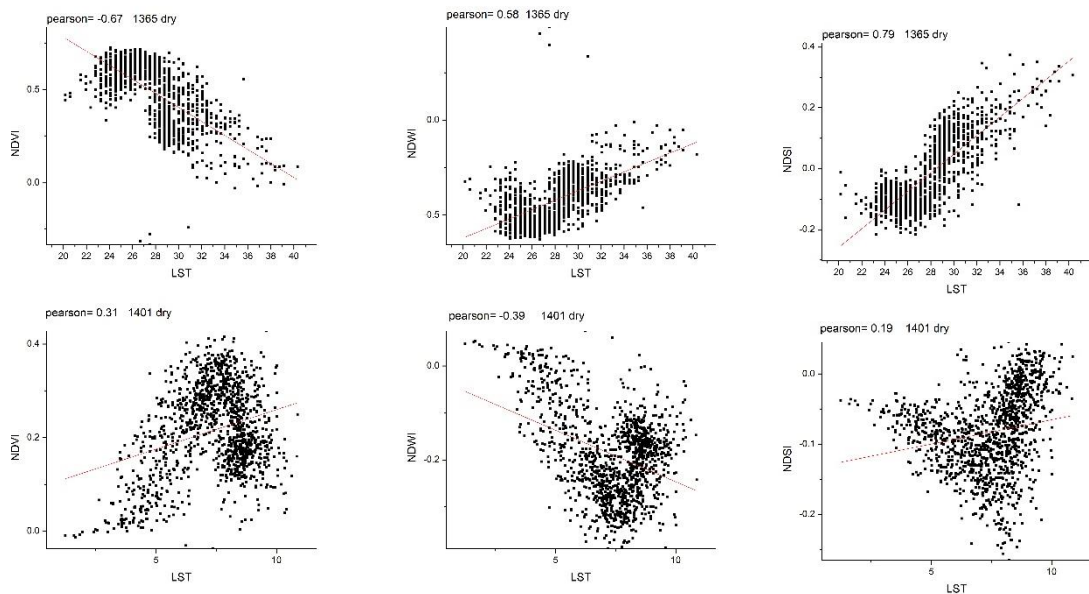 pearson= -0.67 1365 dry
0.5
0.0
NDVI
20 22 24 26 28 30 32 34 36 38 40
LST
pearson= 0.58 1365 dry
0.0
0.5
NDWI
20 22 24 26 28 30 32 34 36 38 40
LST
pearson= 0.79 1365 dry
0.4
0.2
0.0
-0.2
NDSI
20 22 24 26 28 30 32 34 36 38 40
LST
pearson= 0.31 1401 dry
0.4
0.2
0.0
NDVI
5 10
LST
pearson= -0.39 1401 dry
0.0
-0.2
NDWI
5 10
LST
pearson= 0.19 1401 dry
0.0
-0.1
-0.2
NDSI
5 10
LST